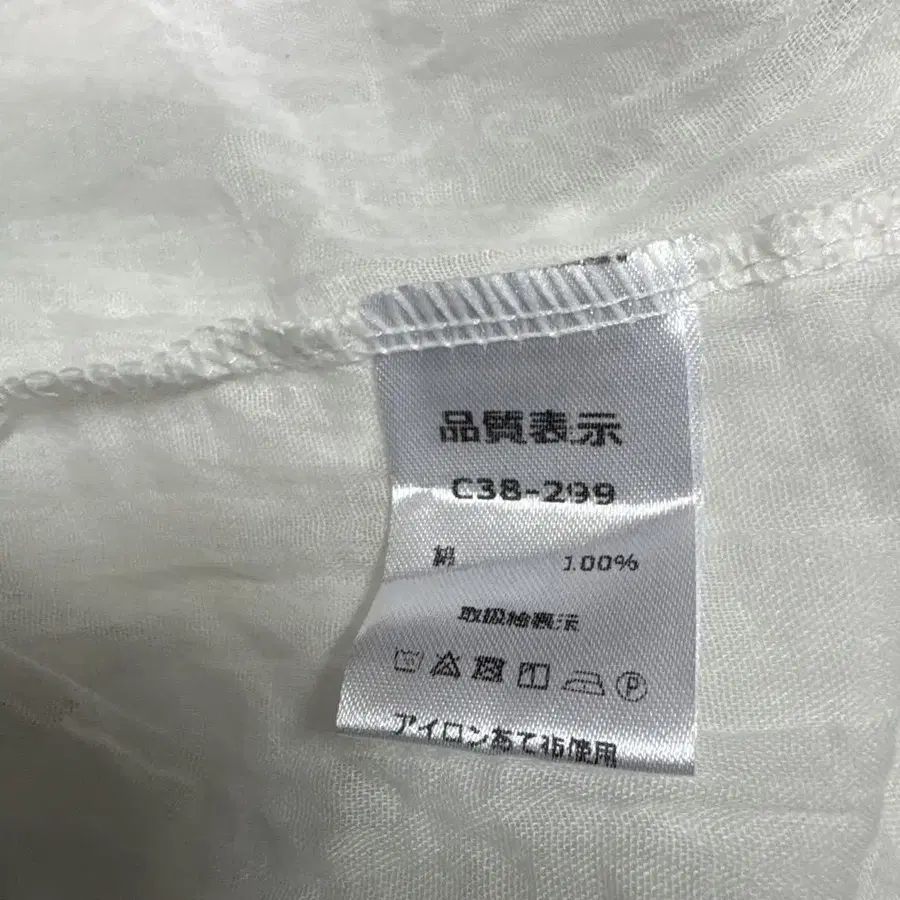 品質表示
C38-299
綿 100%
取扱絵表示
P
アイロンあて布使用